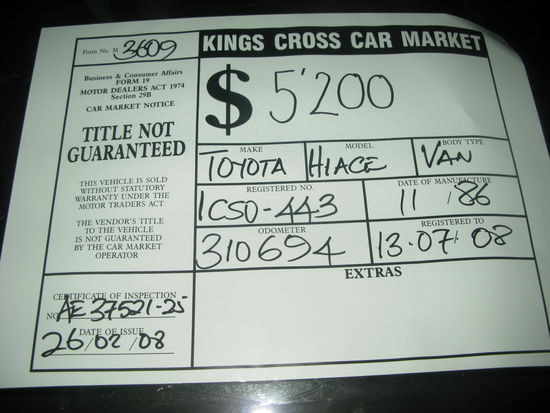 Form No. M 3609
Business & Consumer Affairs
FORM 19
MOTOR DEALERS ACT 1974
Section 29B
CAR MARKET NOTICE
TITLE NOT
GUARANTEED
THIS VEHICLE IS SOLD
WITHOUT STATUTORY
WARRANTY UNDER THE
MOTOR TRADERS ACT
THE VENDOR'S TITLE
TO THE VEHICLE
IS NOT GUARANTEED
BY THE CAR MARKET
OPERATOR
CERTIFICATE OF INSPECTION
NO. AE 37521-25
DATE OF ISSUE
26/02/08
KINGS CROSS CAR MARKET
$ 5'200
MAKE MODEL BODY TYPE
TOYOTA HIACE VAN
REGISTERED NO. DATE OF MANUFACTURE
1CSO-443 11/86
ODOMETER REGISTERED TO
310694 13.07.08
EXTRAS